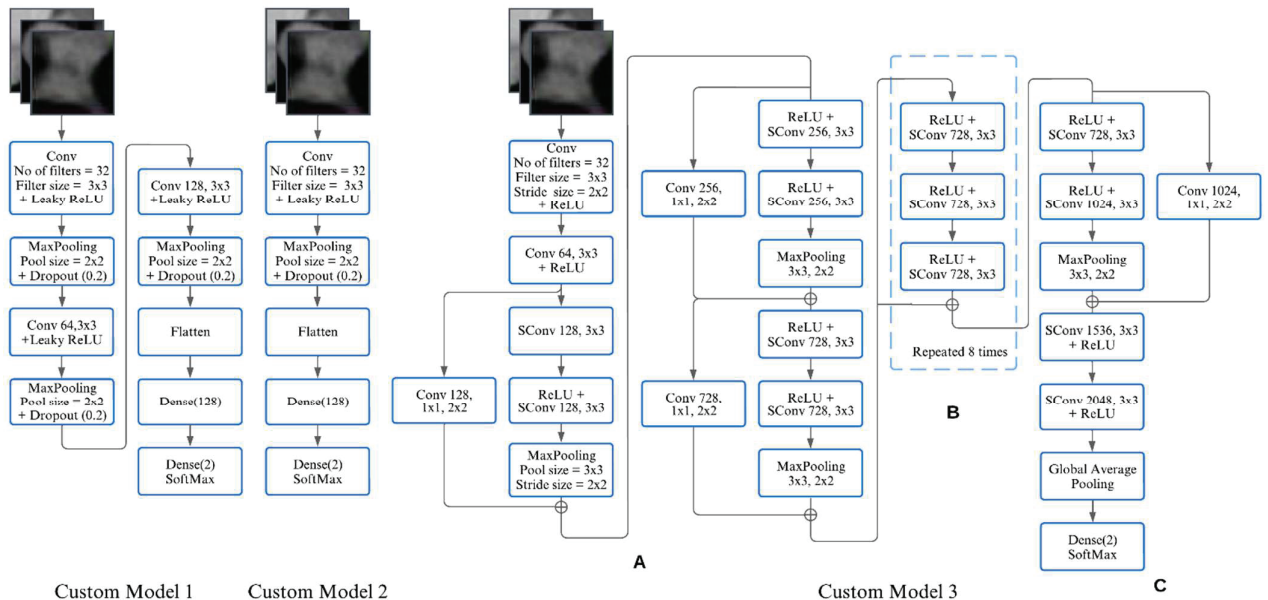 Conv
No of filters = 32
Filter size = 3x3
+ Leaky ReLU
MaxPooling
Pool size = 2x2
+ Dropout (0.2)
Conv 64,3x3
+Leaky ReLU
MaxPooling
Pool size = 2x2
+ Dropout (0.2)
Conv 128, 3x3
+Leaky ReLU
MaxPooling
Pool size = 2x2
+ Dropout (0.2)
Flatten
Dense(128)
Dense(2)
SoftMax
Custom Model 1
Conv
No of filters = 32
Filter size = 3x3
+ Leaky ReLU
MaxPooling
Pool size = 2x2
+ Dropout (0.2)
Flatten
Dense(128)
Dense(2)
SoftMax
Custom Model 2
Conv
No of filters = 32
Filter size = 3x3
Stride size = 2x2
+ ReLU
Conv 64, 3x3
+ ReLU
SConv 128, 3x3
Conv 128,
1x1, 2x2
ReLU +
SConv 128, 3x3
MaxPooling
Pool size = 3x3
Stride size = 2x2
ReLU +
SConv 256, 3x3
Conv 256,
1x1, 2x2
ReLU +
SConv 256, 3x3
MaxPooling
3x3, 2x2
ReLU +
SConv 728, 3x3
Conv 728,
1x1, 2x2
ReLU +
SConv 728, 3x3
MaxPooling
3x3, 2x2
A
ReLU +
SConv 728, 3x3
ReLU +
SConv 728, 3x3
ReLU +
SConv 728, 3x3
Repeated 8 times
B
ReLU +
SConv 728, 3x3
ReLU +
SConv 1024, 3x3
Conv 1024,
1x1, 2x2
MaxPooling
3x3, 2x2
SConv 1536, 3x3
+ ReLU
SConv 2048, 3x3
+ ReLU
Global Average
Pooling
Dense(2)
SoftMax
C
Custom Model 3